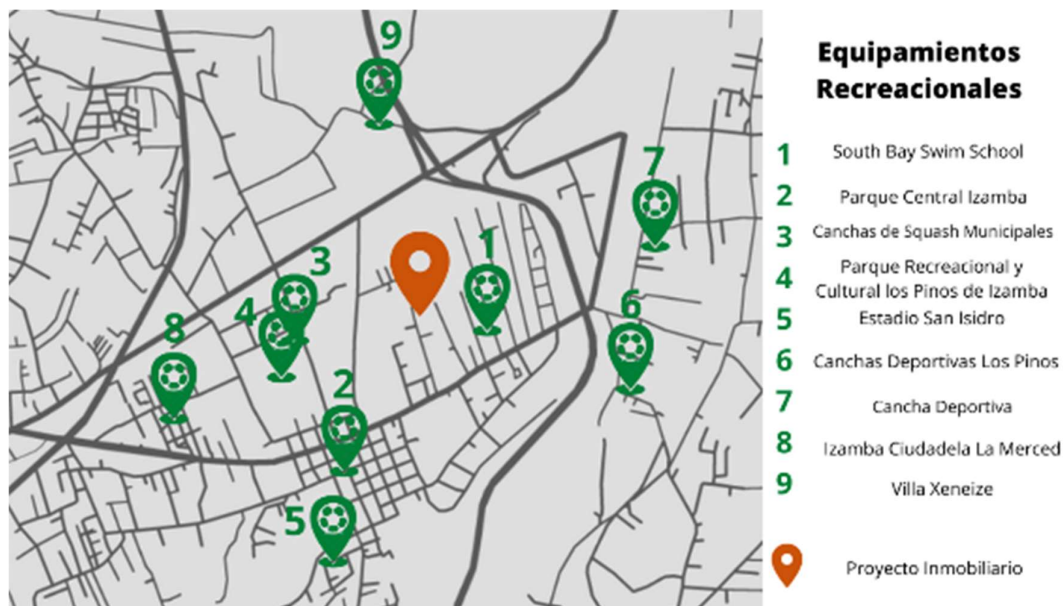 9
7
1
3
4
6
8
2
5
Equipamientos
Recreacionales
1 South Bay Swim School
2 Parque Central Izamba
3 Canchas de Squash Municipales
4 Parque Recreacional y
Cultural los Pinos de Izamba
5 Estadio San Isidro
6 Canchas Deportivas Los Pinos
7 Cancha Deportiva
8 Izamba Ciudadela La Merced
9 Villa Xeneize
Proyecto Inmobiliario